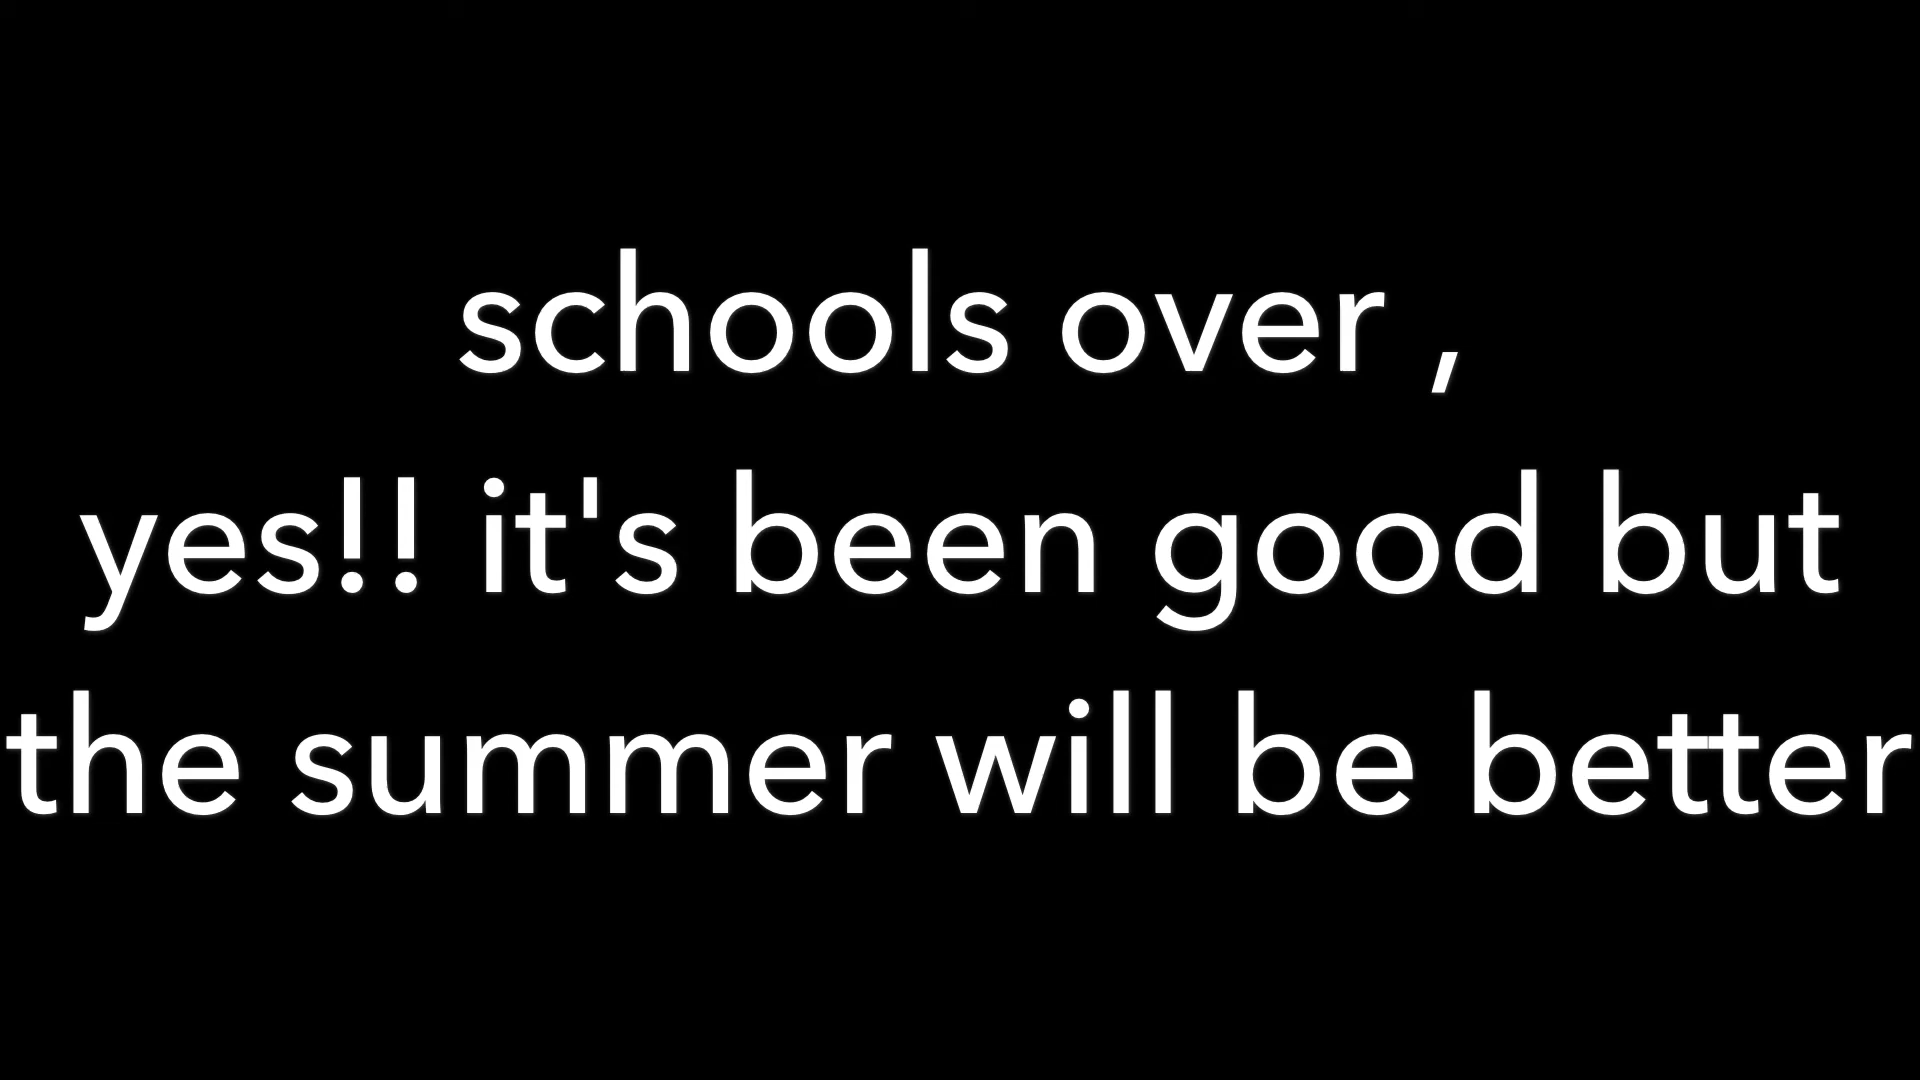 schools over ,
yes!! it's been good but
the summer will be better